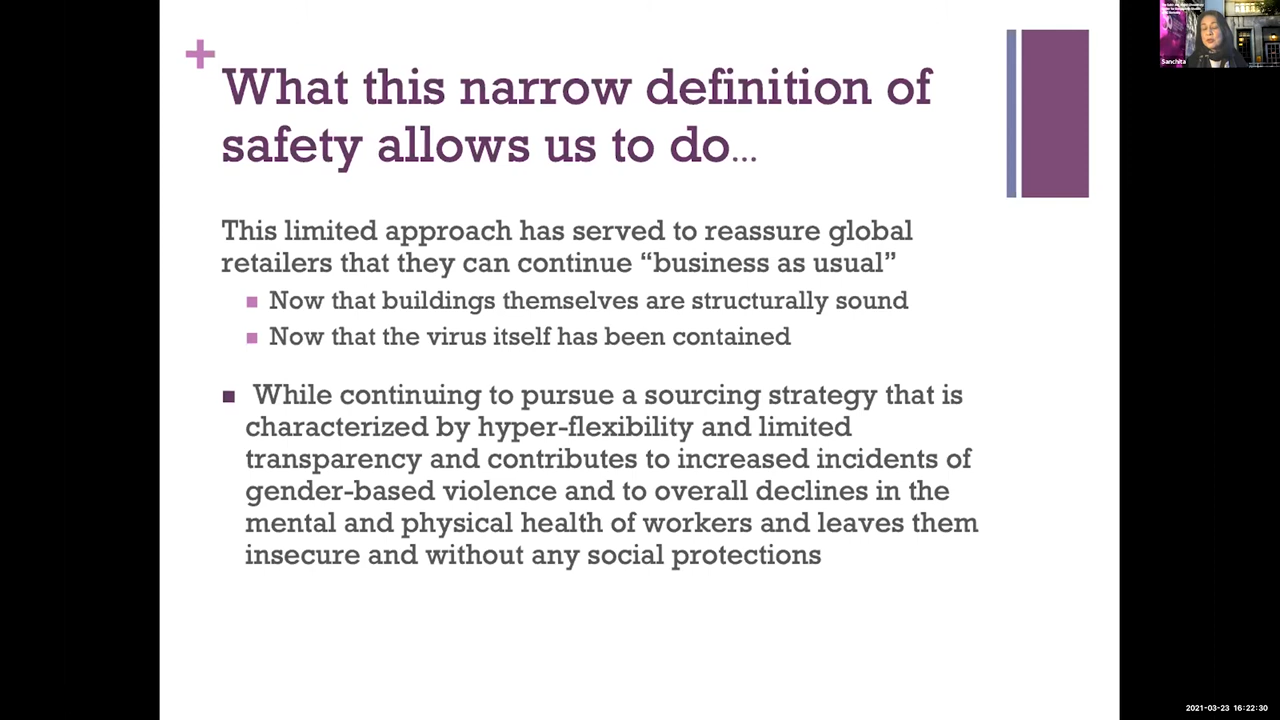 +
What this narrow definition of
safety allows us to do...
This limited approach has served to reassure global
retailers that they can continue “business as usual”
Now that buildings themselves are structurally sound
Now that the virus itself has been contained
While continuing to pursue a sourcing strategy that is
characterized by hyper-flexibility and limited
transparency and contributes to increased incidents of
gender-based violence and to overall declines in the
mental and physical health of workers and leaves them
insecure and without any social protections
Sanchita
2021-03-23 16:22:30